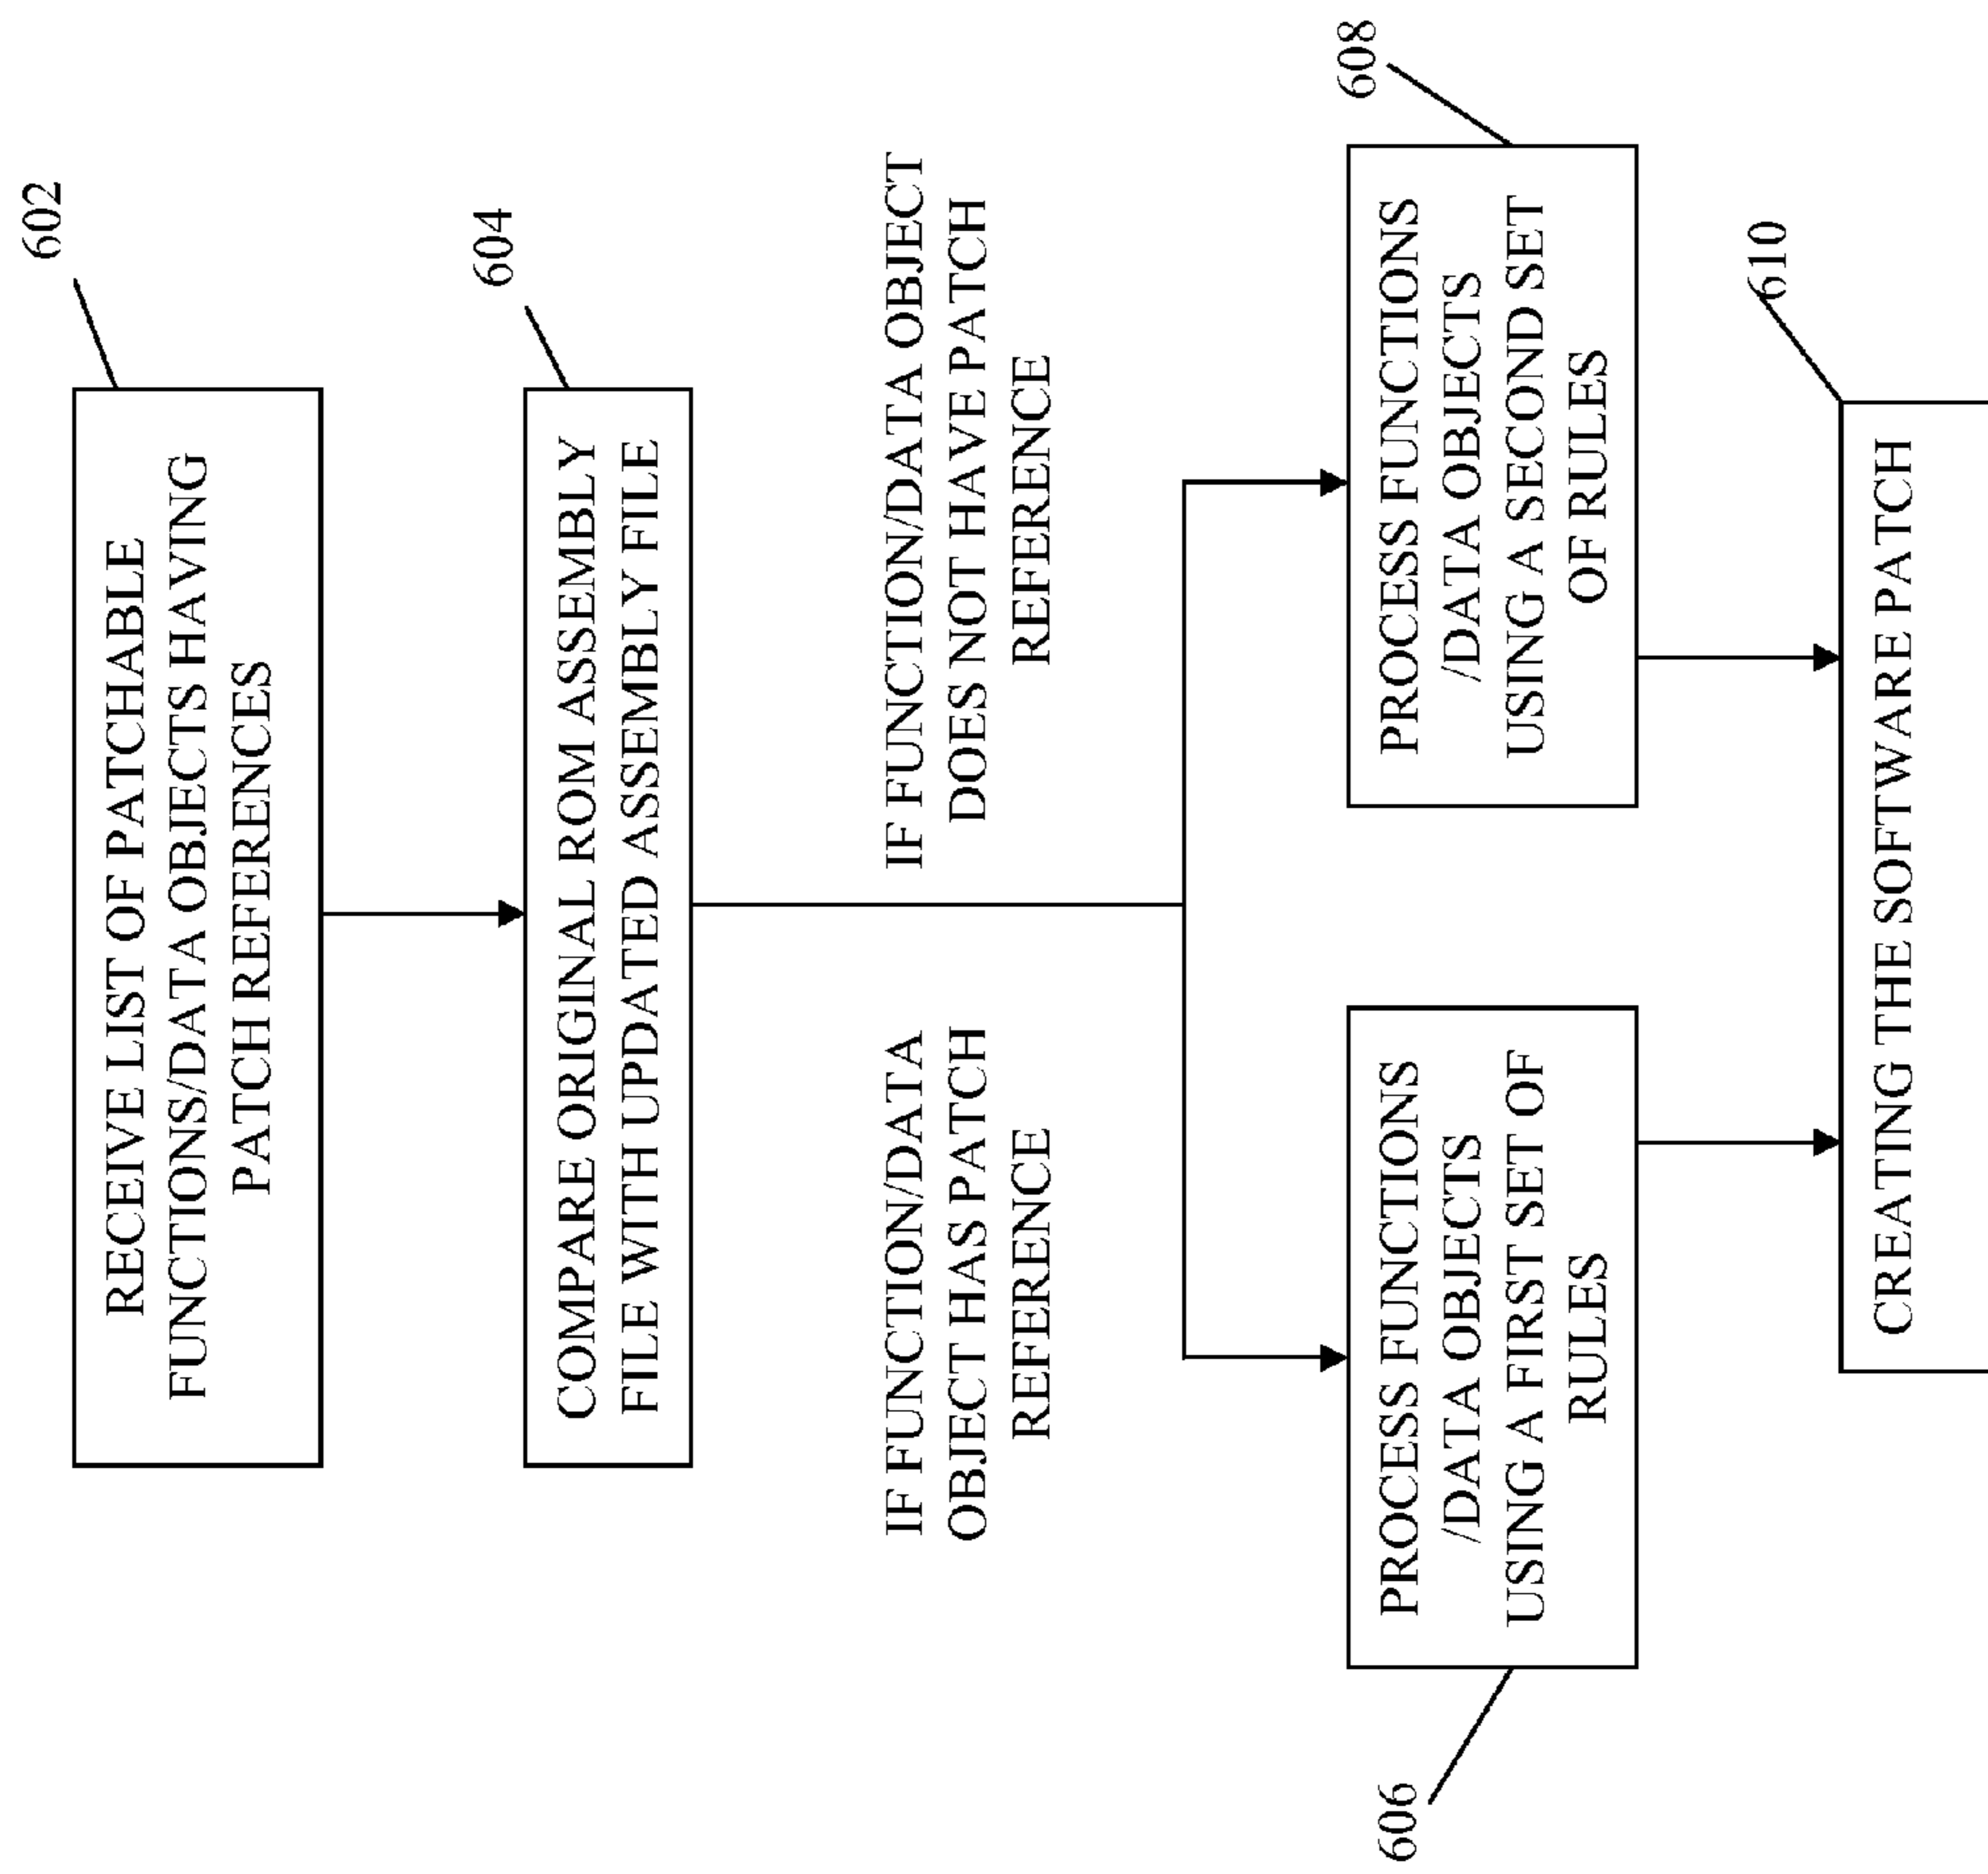 602
RECEIVE LIST OF PATCHABLE
FUNCTIONS/DATA OBJECTS HAVING
PATCH REFERENCES
604
COMPARE ORIGINAL ROM ASSEMBLY
FILE WITH UPDATED ASSEMBLY FILE
IF FUNCTION/DATA
OBJECT HAS PATCH
REFERENCE
IF FUNCTION/DATA OBJECT
DOES NOT HAVE PATCH
REFERENCE
606
PROCESS FUNCTIONS
/DATA OBJECTS
USING A FIRST SET OF
RULES
608
PROCESS FUNCTIONS
/DATA OBJECTS
USING A SECOND SET
OF RULES
610
CREATING THE SOFTWARE PATCH